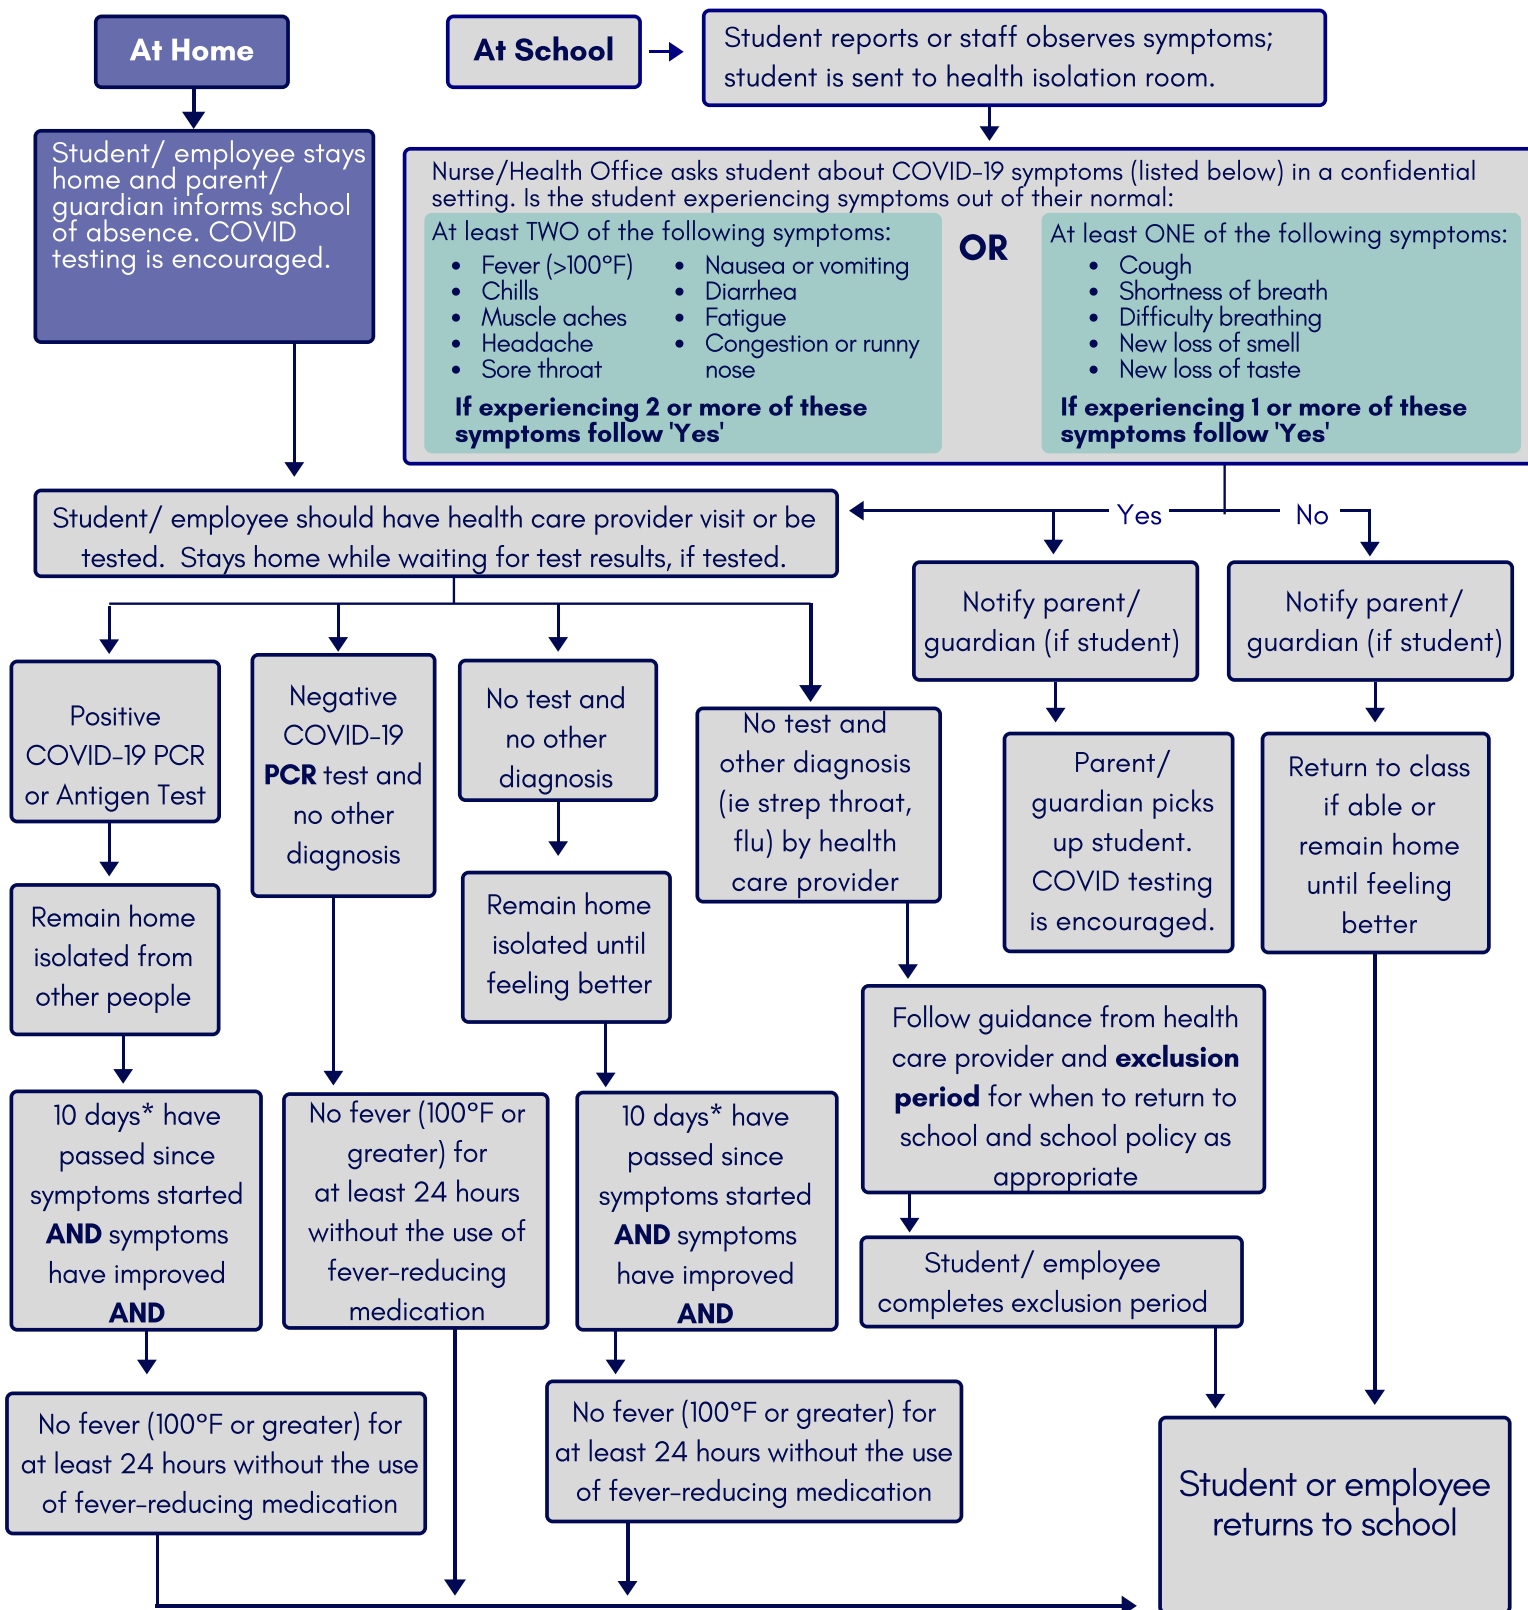 At Home
At School
Student reports or staff observes symptoms;
student is sent to health isolation room.
Student/ employee stays
home and parent/
guardian informs school
of absence. COVID
testing is encouraged.
Nurse/Health Office asks student about COVID-19 symptoms (listed below) in a confidential
setting. Is the student experiencing symptoms out of their normal:
At least TWO of the following symptoms:
• Fever (>100°F)
• Chills
• Muscle aches
• Headache
• Sore throat
• Nausea or vomiting
• Diarrhea
• Fatigue
• Congestion or runny
nose
If experiencing 2 or more of these
symptoms follow 'Yes'
OR
At least ONE of the following symptoms:
• Cough
• Shortness of breath
• Difficulty breathing
• New loss of smell
• New loss of taste
If experiencing 1 or more of these
symptoms follow 'Yes'
Yes
No
Student/ employee should have health care provider visit or be
tested. Stays home while waiting for test results, if tested.
Notify parent/
guardian (if student)
Notify parent/
guardian (if student)
Positive
COVID-19 PCR
or Antigen Test
Negative
COVID-19
PCR test and
no other
diagnosis
No test and
no other
diagnosis
No test and
other diagnosis
(ie strep throat,
flu) by health
care provider
Parent/
guardian picks
up student.
COVID testing
is encouraged.
Return to class
if able or
remain home
until feeling
better
Remain home
isolated from
other people
Remain home
isolated until
feeling better
Follow guidance from health
care provider and exclusion
period for when to return to
school and school policy as
appropriate
10 days* have
passed since
symptoms started
AND symptoms
have improved
AND
No fever (100°F or
greater) for
at least 24 hours
without the use of
fever-reducing
medication
10 days* have
passed since
symptoms started
AND symptoms
have improved
AND
Student/ employee
completes exclusion period
No fever (100°F or greater) for
at least 24 hours without the use
of fever-reducing medication
No fever (100°F or greater) for
at least 24 hours without the use
of fever-reducing medication
Student or employee
returns to school